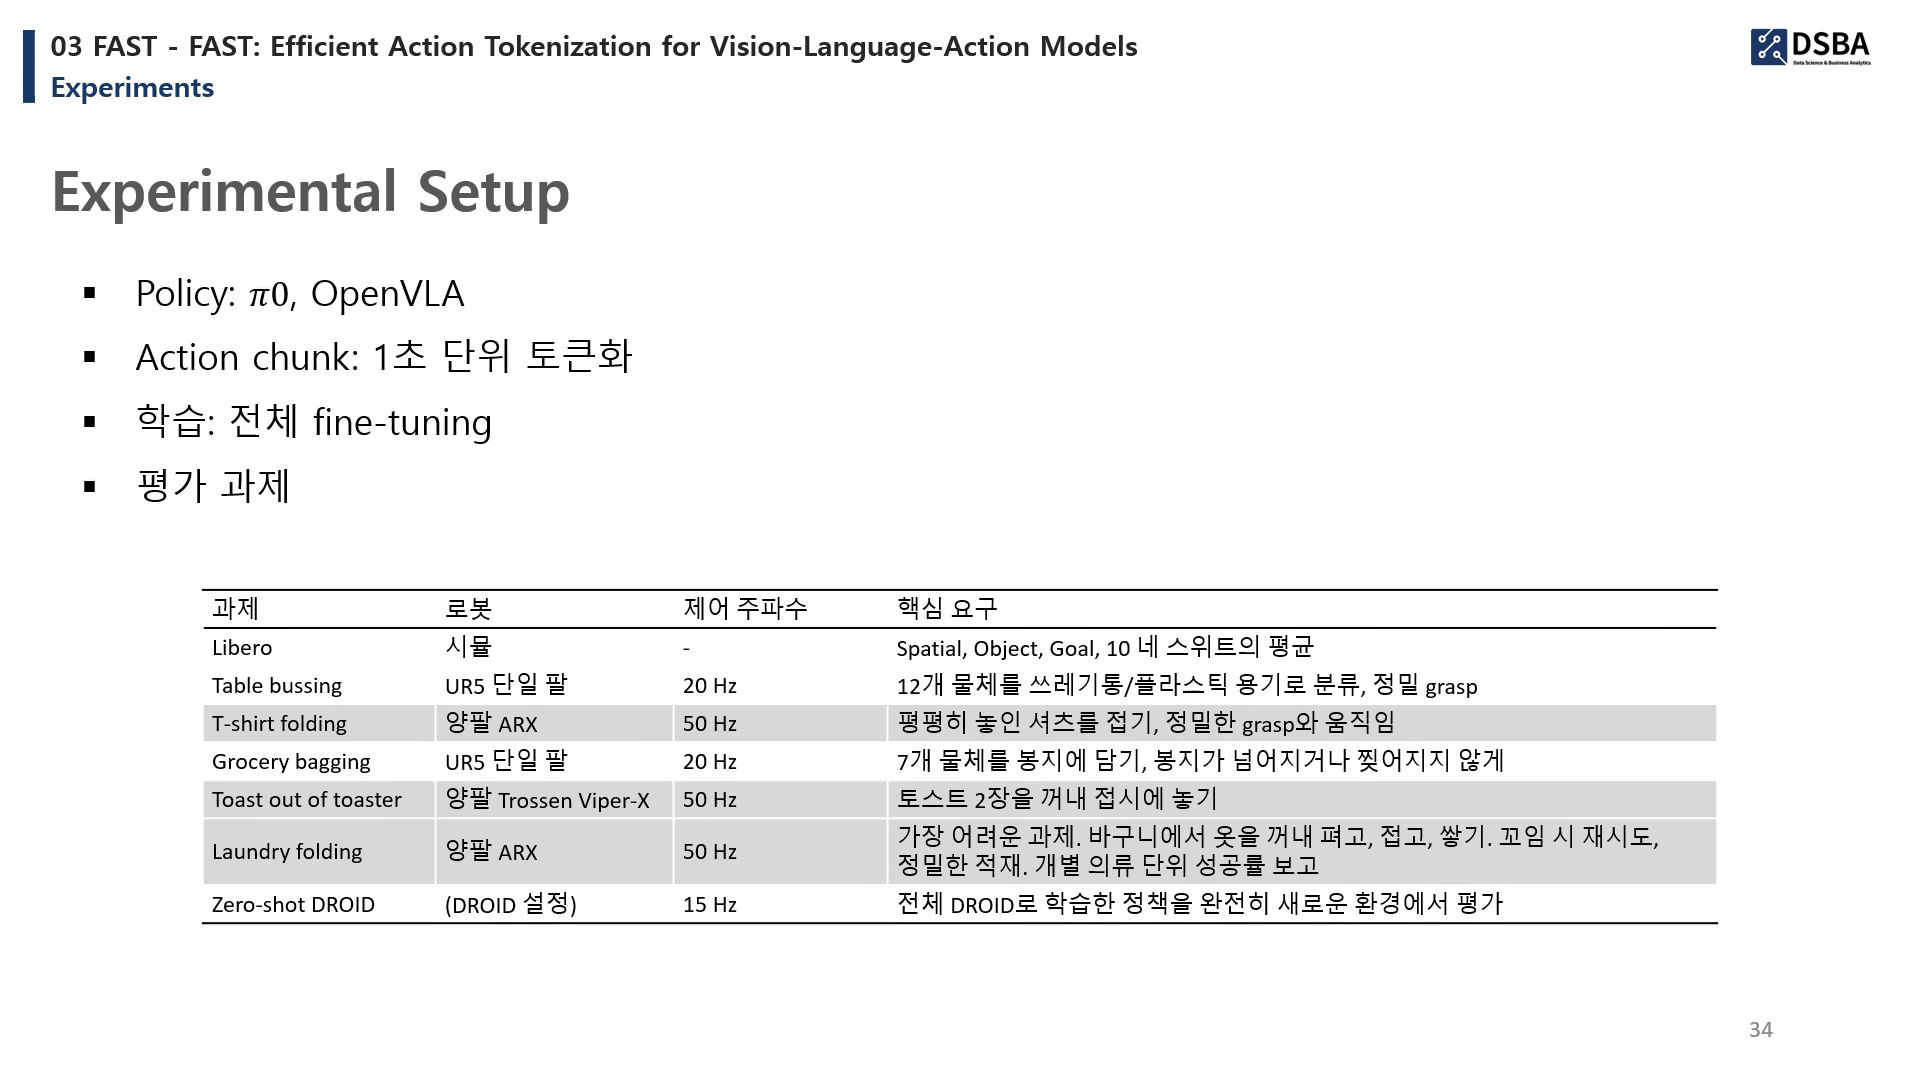 03 FAST - FAST: Efficient Action Tokenization for Vision-Language-Action Models
Experiments
DSBA
Data Science & Business Analytics
Experimental Setup
▪ Policy: 𝜋0, OpenVLA
▪ Action chunk: 1초 단위 토큰화
▪ 학습: 전체 fine-tuning
▪ 평가 과제
과제 로봇 제어 주파수 핵심 요구
Libero 시뮬 - Spatial, Object, Goal, 10 네 스위트의 평균
Table bussing UR5 단일 팔 20 Hz 12개 물체를 쓰레기통/플라스틱 용기로 분류, 정밀 grasp
T-shirt folding 양팔 ARX 50 Hz 평평히 놓인 셔츠를 접기, 정밀한 grasp와 움직임
Grocery bagging UR5 단일 팔 20 Hz 7개 물체를 봉지에 담기, 봉지가 넘어지거나 찢어지지 않게
Toast out of toaster 양팔 Trossen Viper-X 50 Hz 토스트 2장을 꺼내 접시에 놓기
Laundry folding 양팔 ARX 50 Hz 가장 어려운 과제. 바구니에서 옷을 꺼내 펴고, 접고, 쌓기. 꼬임 시 재시도,
정밀한 적재. 개별 의류 단위 성공률 보고
Zero-shot DROID (DROID 설정) 15 Hz 전체 DROID로 학습한 정책을 완전히 새로운 환경에서 평가
34